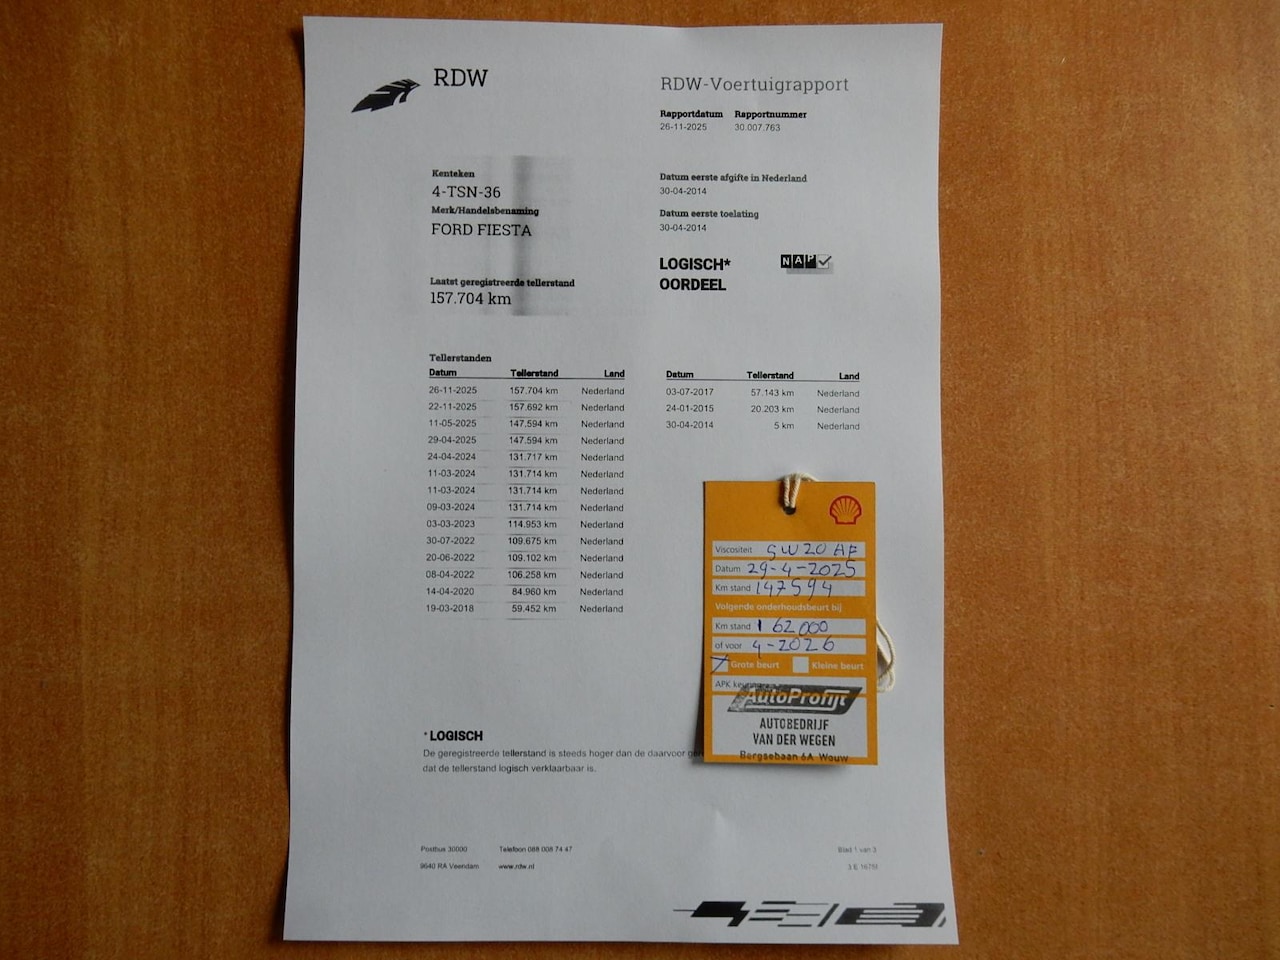 RDW
RDW-Voertuigrapport
Rapportdatum Rapportnummer
26-11-2025 30.007.763
Kenteken
4-TSN-36
Merk/Handelsbenaming
FORD FIESTA
Laatst geregistreerde tellerstand
157.704 km
Datum eerste afgifte in Nederland
30-04-2014
Datum eerste toelating
30-04-2014
LOGISCH*
OORDEEL
NAP
Tellerstanden
Datum Tellerstand Land
26-11-2025 157.704 km Nederland
22-11-2025 157.692 km Nederland
11-05-2025 147.594 km Nederland
29-04-2025 147.594 km Nederland
24-04-2024 131.717 km Nederland
11-03-2024 131.714 km Nederland
11-03-2024 131.714 km Nederland
09-03-2024 131.714 km Nederland
03-03-2023 114.953 km Nederland
30-07-2022 109.675 km Nederland
20-06-2022 109.102 km Nederland
08-04-2022 106.258 km Nederland
14-04-2020 84.960 km Nederland
19-03-2018 59.452 km Nederland
Datum Tellerstand Land
03-07-2017 57.143 km Nederland
24-01-2015 20.203 km Nederland
30-04-2014 5 km Nederland
Viscositeit 5W20 AF
Datum 29-4-2025
Km stand 147594
Volgende onderhoudsbeurt bij
Km stand 162000
of voor 4-2026
Grote beurt Kleine beurt
APK
AutoProfijt
AUTOBEDRIJF
VAN DER WEGEN
Bergsebaan 6A Wouw
* LOGISCH
De geregistreerde tellerstand is steeds hoger dan de daarvoor
dat de tellerstand logisch verklaarbaar is.
Postbus 30000 Telefoon 088 008 74 47
9640 RA Veendam www.rdw.nl
Blad 1 van 3
3 E 1679f